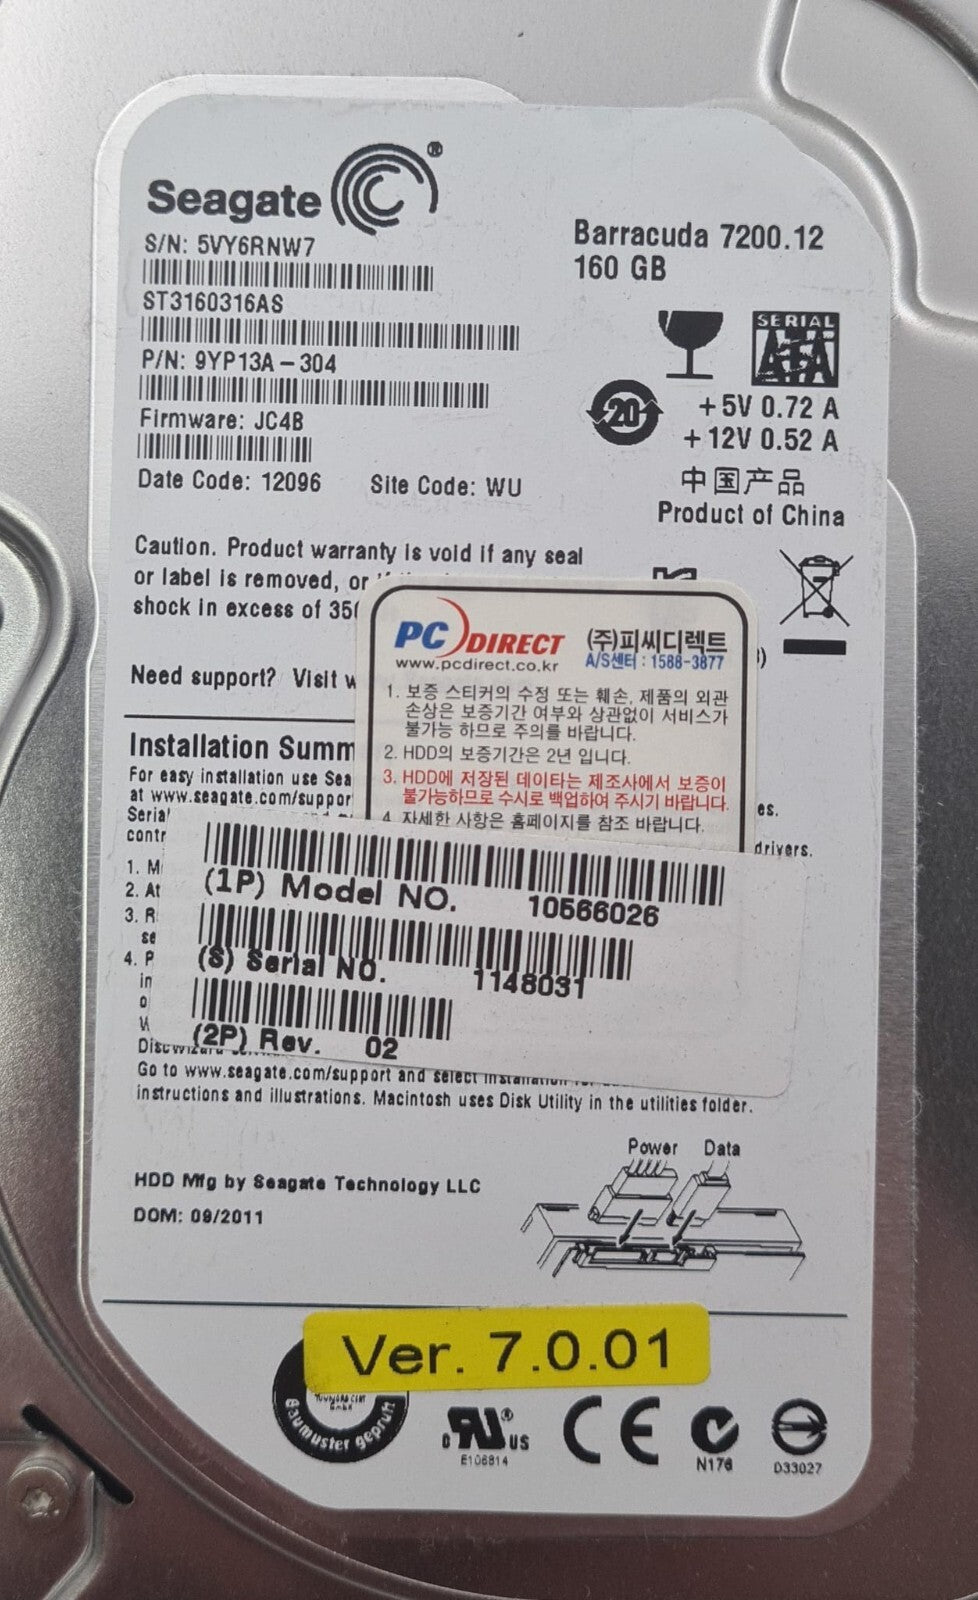 Seagate
S/N: 5VY6RNW7
ST3160316AS
P/N: 9YP13A-304
Firmware: JC4B
Date Code: 12096 Site Code: WU
Barracuda 7200.12
160 GB
SERIAL
ATA
20
+5V 0.72 A
+12V 0.52 A
中国产品
Product of China
Caution. Product warranty is void if any seal
or label is removed, or
shock in excess of 350
Need support? Visit
PC DIRECT
www.pcdirect.co.kr
(주)피씨디렉트
A/S센터 : 1588-3877
1. 보증 스티커의 수정 또는 훼손, 제품의 외관
손상은 보증기간 여부와 상관없이 서비스가
불가능 하므로 주의를 바랍니다.
2. HDD의 보증기간은 2년 입니다.
3. HDD에 저장된 데이타는 제조사에서 보증이
불가능하므로 수시로 백업하여 주시기 바랍니다.
4. 자세한 사항은 홈페이지를 참조 바랍니다.
Installation Summ
For easy installation use Sea
at www.seagate.com/suppor
Serial
contr
es.
drivers.
1. M
2. At
3. R
se
4. P
in
o
(1P) Model NO. 10566026
(S) Serial NO. 1148031
(2P) Rev. 02
Go to www.seagate.com/support and select
instructions and illustrations. Macintosh uses Disk Utility in the utilities folder.
Power Data
HDD Mfg by Seagate Technology LLC
DOM: 09/2011
Ver. 7.0.01
Baumuster geprüft
c RU US
E106814
CE
N176
D33027